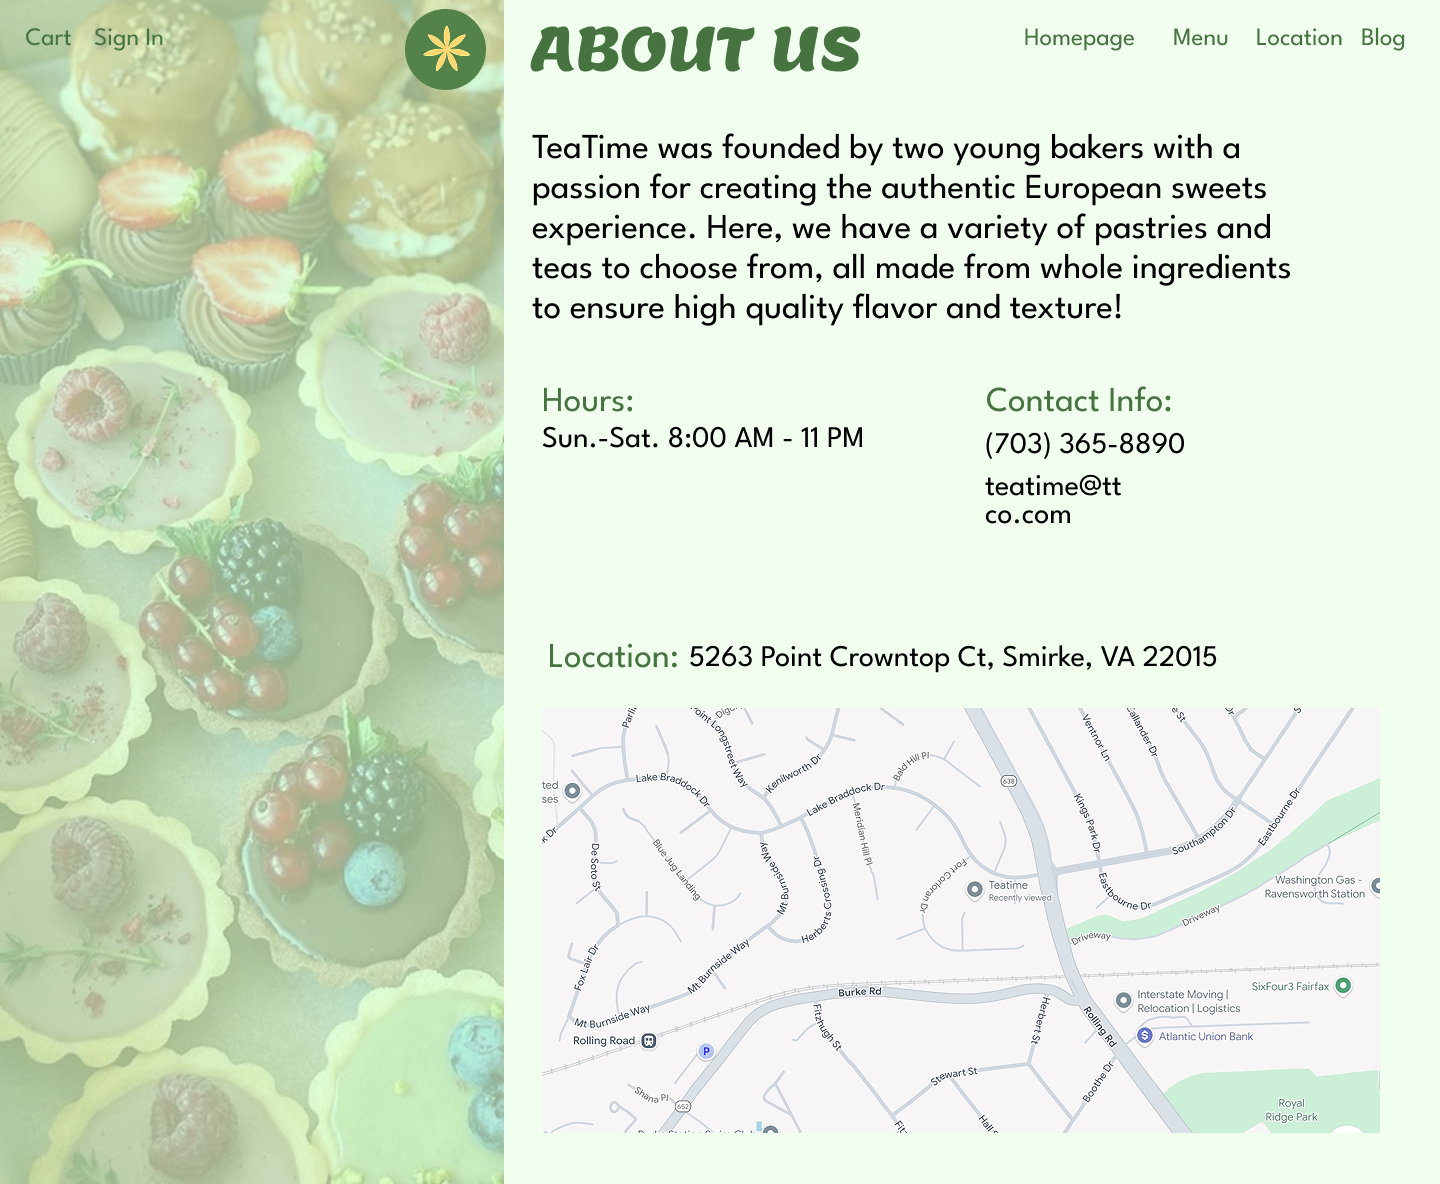 Cart Sign In
ABOUT US
Homepage Menu Location Blog
TeaTime was founded by two young bakers with a
passion for creating the authentic European sweets
experience. Here, we have a variety of pastries and
teas to choose from, all made from whole ingredients
to ensure high quality flavor and texture!
Hours:
Sun.-Sat. 8:00 AM - 11 PM
Contact Info:
(703) 365-8890
teatime@tt
co.com
Location: 5263 Point Crowntop Ct, Smirke, VA 22015
Point Longstreet Way
Kenilworth Dr
Bald Hill Pl
638
Ventnor Ln
Callander Dr
ted
ses
Lake Braddock Dr
Lake Braddock Dr
Kings Park Dr
Southampton Dr
Eastbourne Dr
De Soto St
Blue Jug Landing
Mt Burnside Way
Herberts Crossing Dr
Meridian Hill Pl
Fort Corloran Dr
Teatime
Recently viewed
Eastbourne Dr
Washington Gas -
Ravensworth Station
Driveway
Driveway
Fox Lair Dr
Mt Burnside Way
Mt Burnside Way
Burke Rd
Rolling Road
P
Fitzhugh St
Herbert St
Rolling Rd
Interstate Moving |
Relocation | Logistics
SixFour3 Fairfax
$ Atlantic Union Bank
Stewart St
Boothe Dr
Shana Pl
652
Royal
Ridge Park